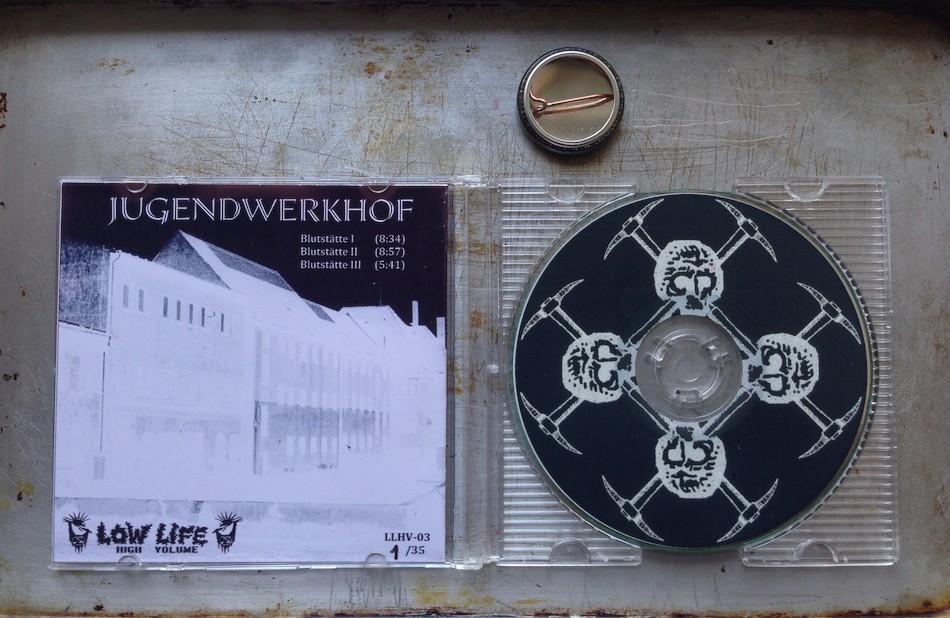 JUGENDWERKHOF
Blutstätte I (8:34)
Blutstätte II (8:57)
Blutstätte III (5:41)
LOW LIFE
HIGH VOLUME
LLHV-03
1/35